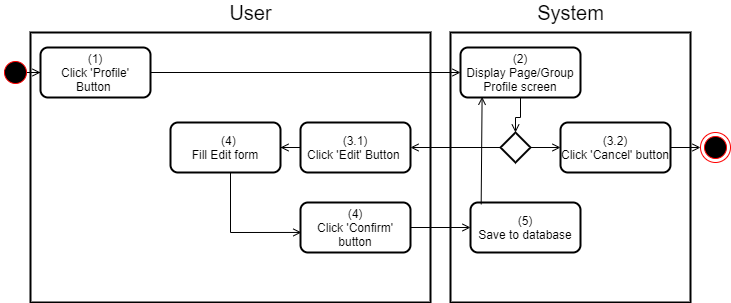 User
System
(1)
Click 'Profile'
Button
(2)
Display Page/Group
Profile screen
(4)
Fill Edit form
(3.1)
Click 'Edit' Button
(3.2)
Click 'Cancel' button
(4)
Click 'Confirm'
button
(5)
Save to database